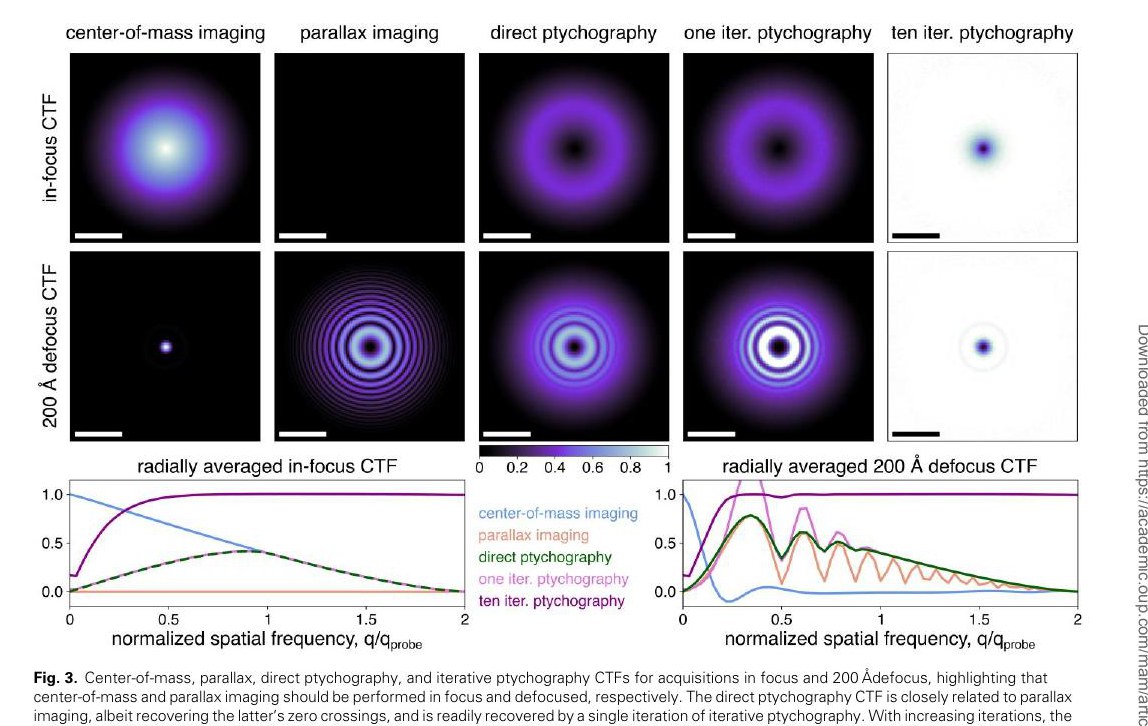 center-of-mass imaging parallax imaging direct ptychography one iter. ptychography ten iter. ptychography
in-focus CTF
200 Å defocus CTF
0 0.2 0.4 0.6 0.8 1
radially averaged in-focus CTF
1.0
0.5
0.0
0 0.5 1 1.5 2
normalized spatial frequency, q/qprobe
center-of-mass imaging
parallax imaging
direct ptychography
one iter. ptychography
ten iter. ptychography
radially averaged 200 Å defocus CTF
1.0
0.5
0.0
0 0.5 1 1.5 2
normalized spatial frequency, q/qprobe
Fig. 3. Center-of-mass, parallax, direct ptychography, and iterative ptychography CTFs for acquisitions in focus and 200 Ådefocus, highlighting that
center-of-mass and parallax imaging should be performed in focus and defocused, respectively. The direct ptychography CTF is closely related to parallax
imaging, albeit recovering the latter's zero crossings, and is readily recovered by a single iteration of iterative ptychography. With increasing iterations, the
Downloaded from https://academic.oup.com/mam/artic